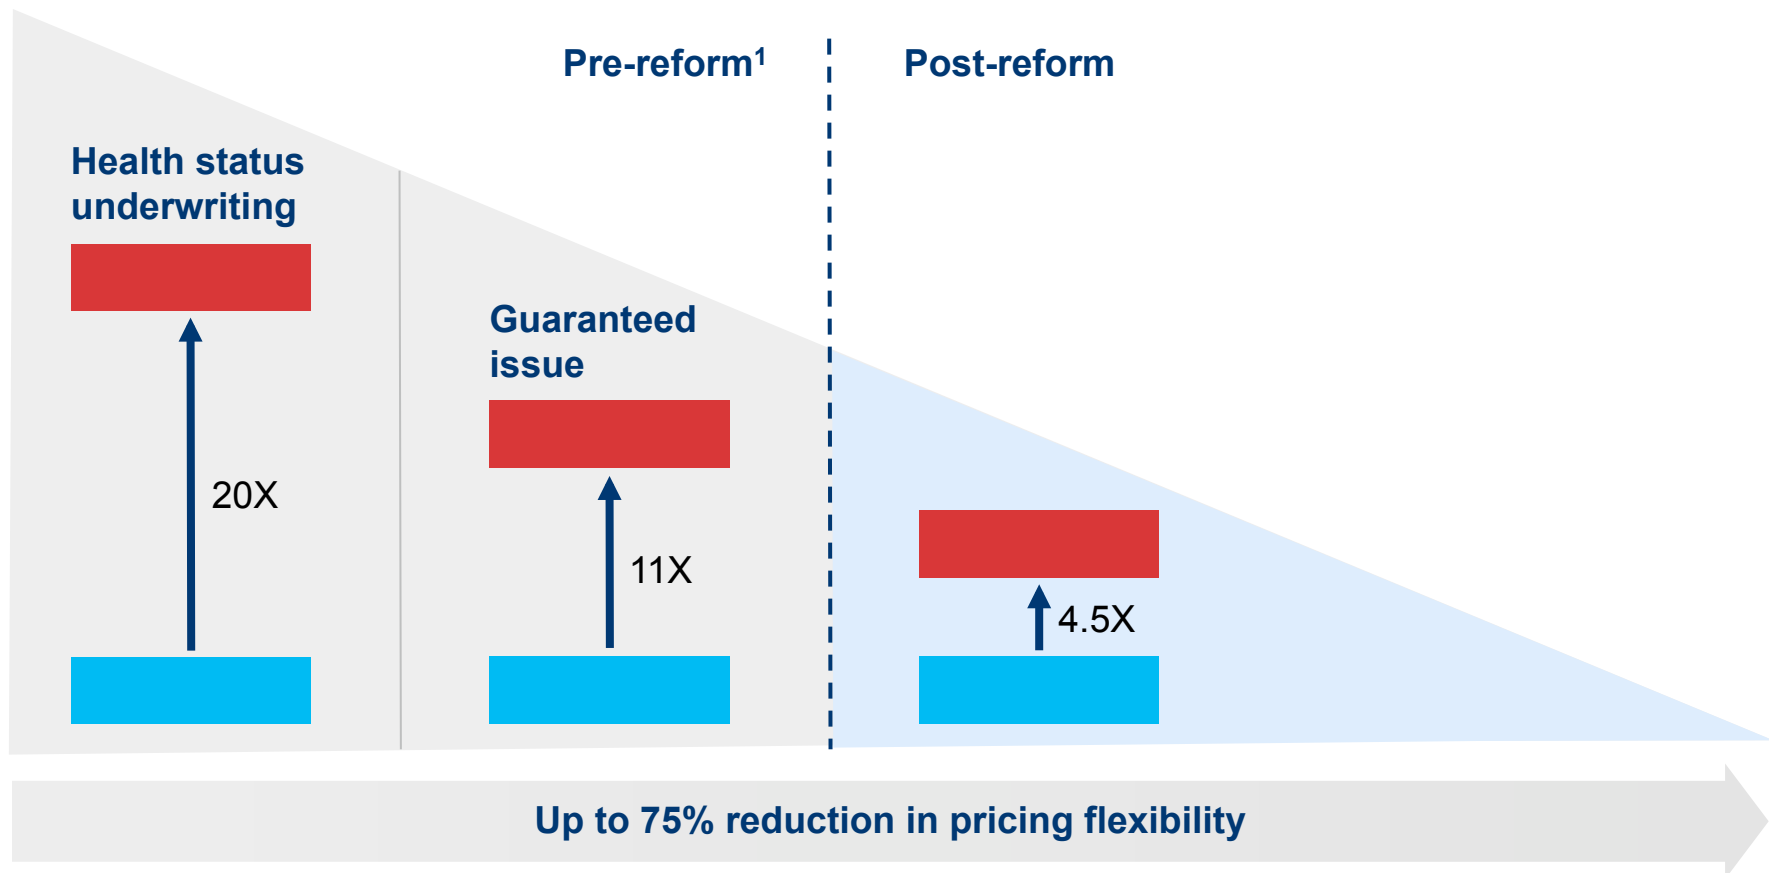 Pre-reform¹
Post-reform
Health status
underwriting
20X
Guaranteed
issue
11X
4.5X
Up to 75% reduction in pricing flexibility